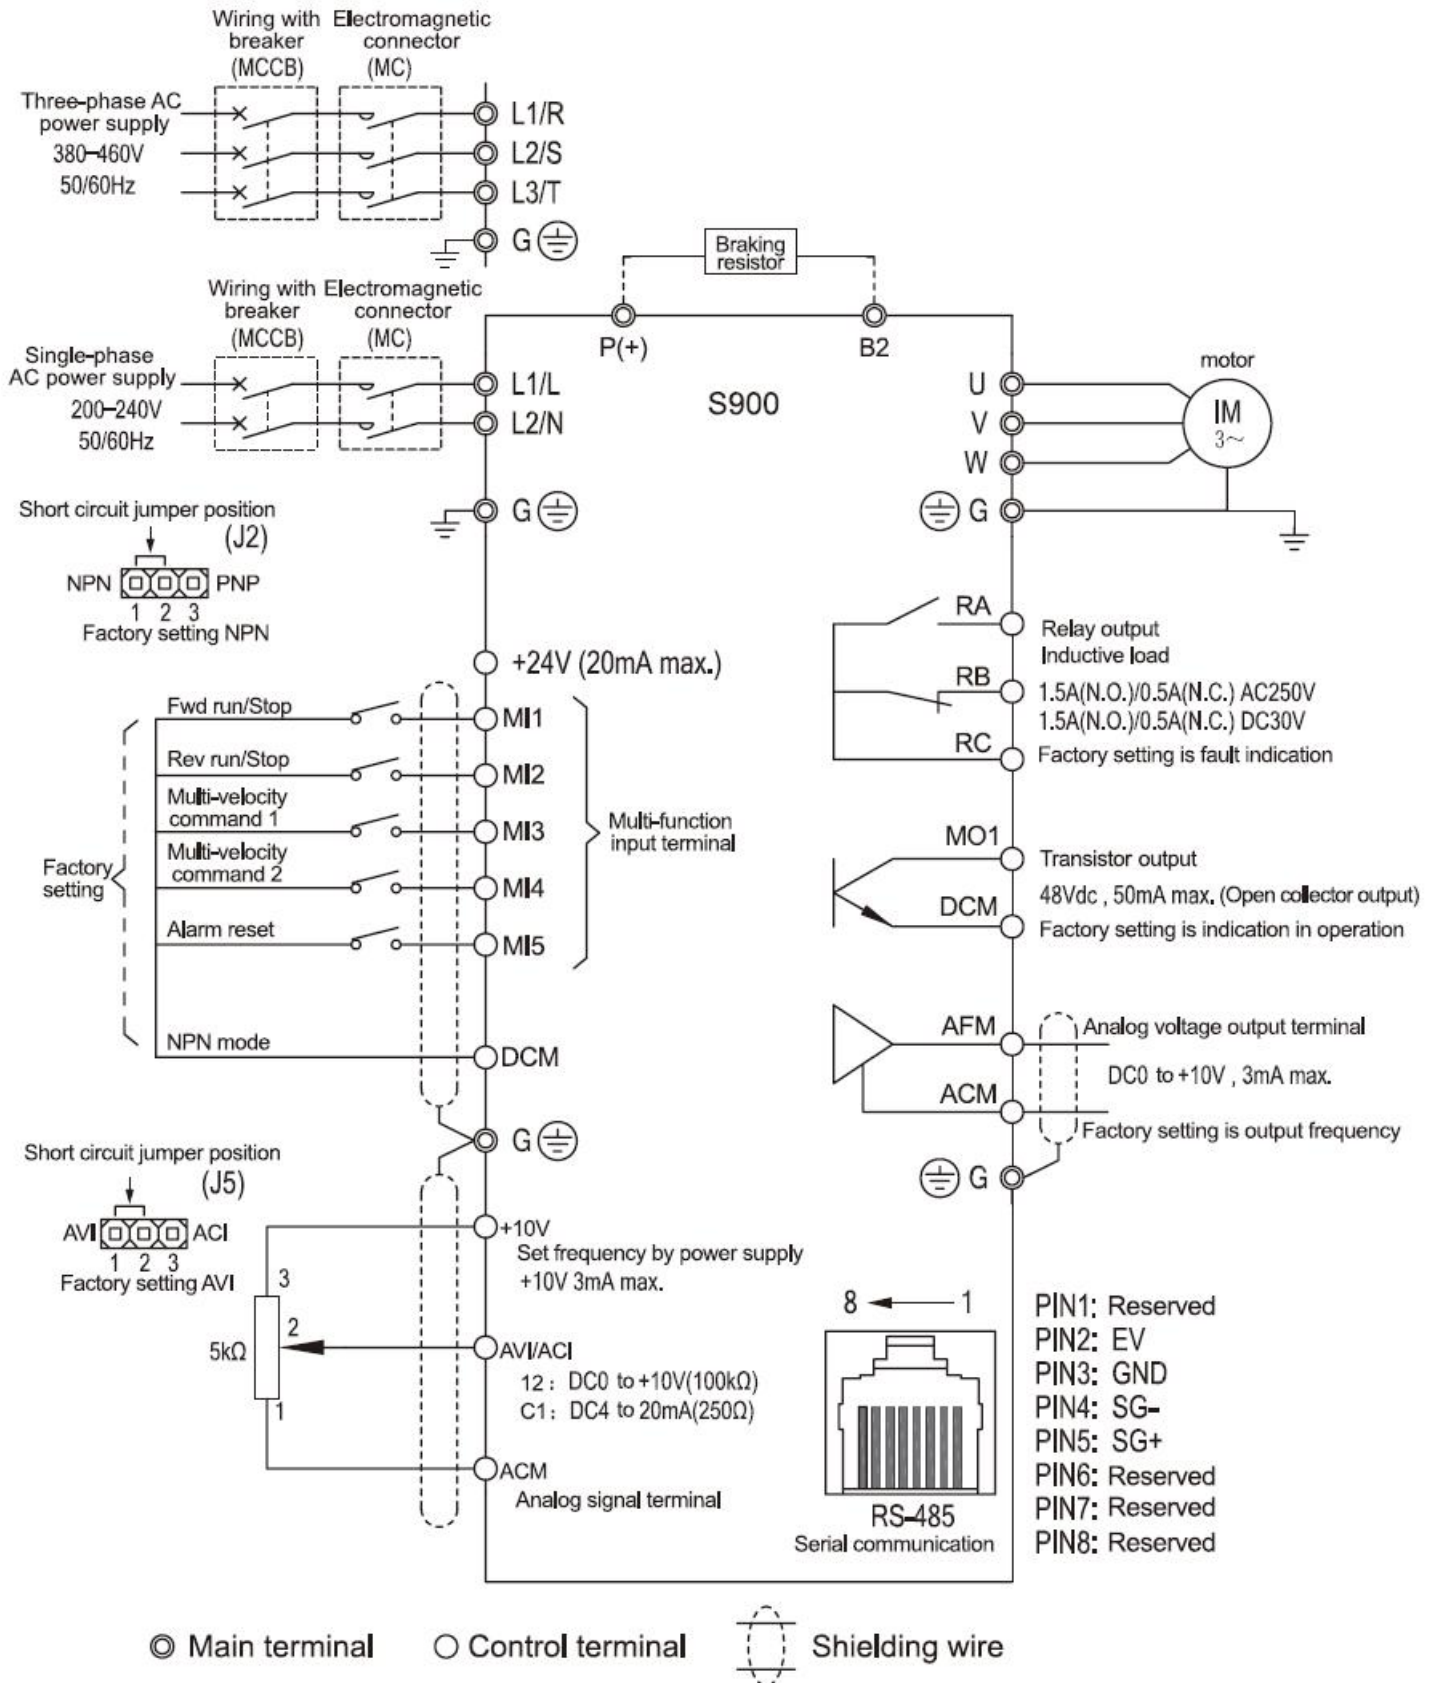 Wiring with
breaker
(MCCB)
Electromagnetic
connector
(MC)
Three-phase AC
power supply
380-460V
50/60Hz
L1/R
L2/S
L3/T
G
Braking
resistor
P(+)
B2
Wiring with
breaker
(MCCB)
Electromagnetic
connector
(MC)
Single-phase
AC power supply
200-240V
50/60Hz
L1/L
L2/N
G
S900
U
V
W
G
motor
IM
3~
Short circuit jumper position
(J2)
NPN
PNP
1 2 3
Factory setting NPN
+24V (20mA max.)
Fwd run/Stop
MI1
Rev run/Stop
MI2
Multi-velocity
command 1
MI3
Multi-velocity
command 2
MI4
Alarm reset
MI5
Factory
setting
Multi-function
input terminal
NPN mode
DCM
G
RA
RB
RC
Relay output
Inductive load
1.5A(N.O.)/0.5A(N.C.) AC250V
1.5A(N.O.)/0.5A(N.C.) DC30V
Factory setting is fault indication
MO1
DCM
Transistor output
48Vdc , 50mA max. (Open collector output)
Factory setting is indication in operation
AFM
ACM
Analog voltage output terminal
DC0 to +10V , 3mA max.
Factory setting is output frequency
G
Short circuit jumper position
(J5)
AVI
ACI
1 2 3
Factory setting AVI
3
2
5kΩ
1
+10V
Set frequency by power supply
+10V 3mA max.
AVI/ACI
12 : DC0 to +10V(100kΩ)
C1 : DC4 to 20mA(250Ω)
ACM
Analog signal terminal
8
1
RS-485
Serial communication
PIN1: Reserved
PIN2: EV
PIN3: GND
PIN4: SG-
PIN5: SG+
PIN6: Reserved
PIN7: Reserved
PIN8: Reserved
Main terminal
Control terminal
Shielding wire